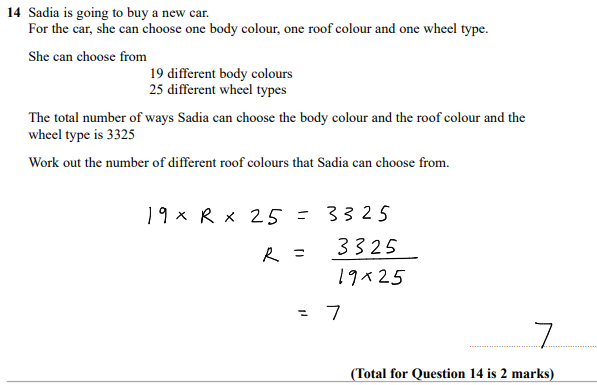 14 Sadia is going to buy a new car.
For the car, she can choose one body colour, one roof colour and one wheel type.
She can choose from
19 different body colours
25 different wheel types
The total number of ways Sadia can choose the body colour and the roof colour and the
wheel type is 3325
Work out the number of different roof colours that Sadia can choose from.
19 × R × 25 = 3325
R = 3325
19×25
= 7
7
(Total for Question 14 is 2 marks)